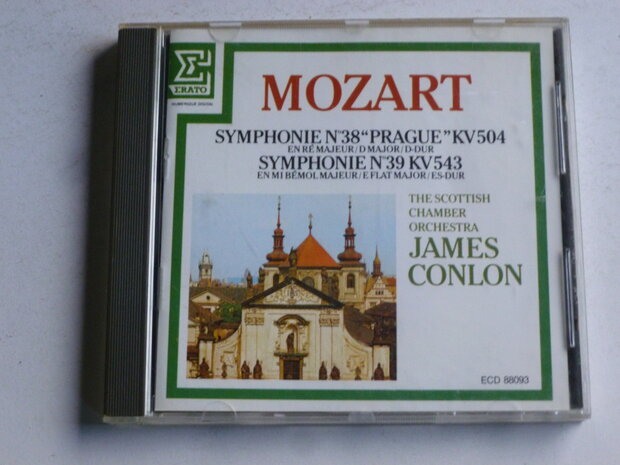 ERATO
NUMERIQUE DIGITAL
MOZART
SYMPHONIE N°38 “PRAGUE” KV504
EN RÉ MAJEUR/D MAJOR/D-DUR
SYMPHONIE N°39 KV543
EN MI BÉMOL MAJEUR/E FLAT MAJOR/ES-DUR
THE SCOTTISH
CHAMBER
ORCHESTRA
JAMES
CONLON
ECD 88093